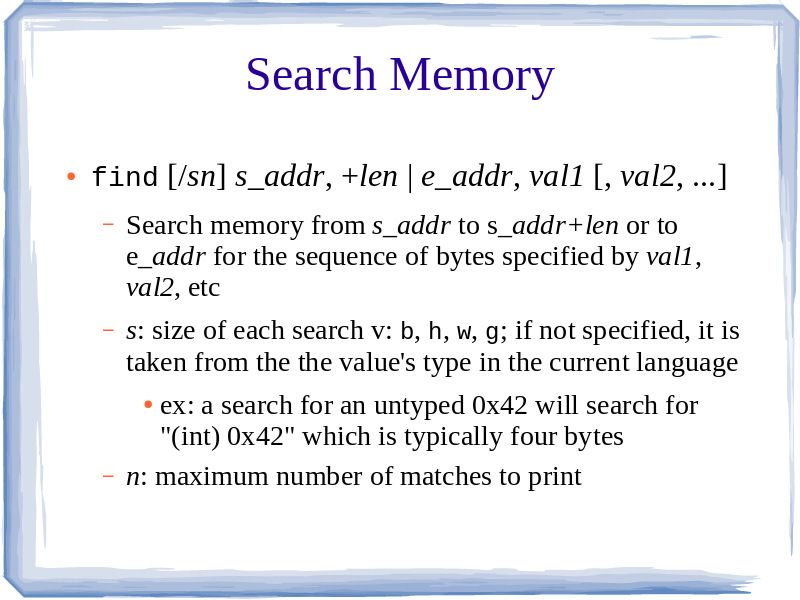 Search Memory
• find [/sn] s_addr, +len | e_addr, val1 [, val2, ...]
– Search memory from s_addr to s_addr+len or to
e_addr for the sequence of bytes specified by val1,
val2, etc
– s: size of each search v: b, h, w, g; if not specified, it is
taken from the the value's type in the current language
• ex: a search for an untyped 0x42 will search for
"(int) 0x42" which is typically four bytes
– n: maximum number of matches to print